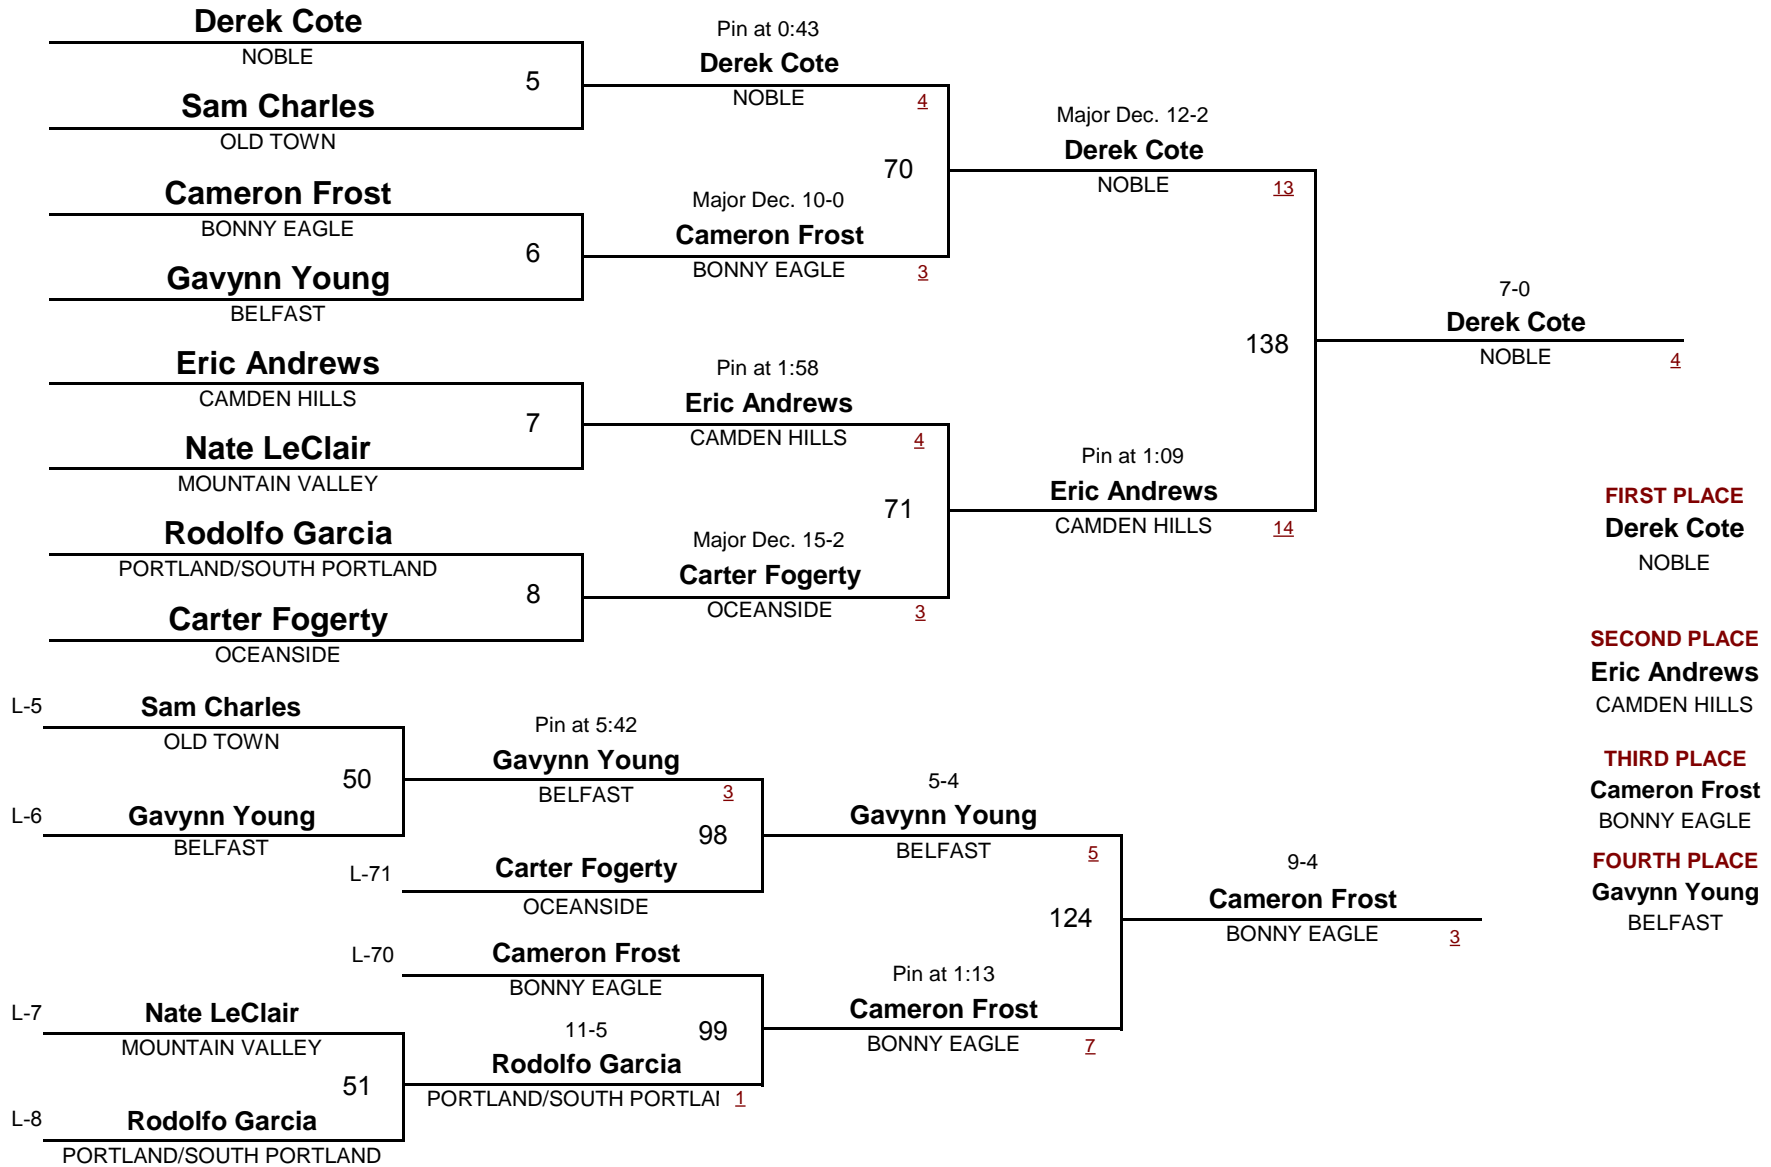 Derek Cote
NOBLE
5
Sam Charles
OLD TOWN
Pin at 0:43
Derek Cote
NOBLE
4
Cameron Frost
BONNY EAGLE
6
Gavynn Young
BELFAST
70
Major Dec. 10-0
Cameron Frost
BONNY EAGLE
3
Major Dec. 12-2
Derek Cote
NOBLE
13
Eric Andrews
CAMDEN HILLS
7
Nate LeClair
MOUNTAIN VALLEY
Pin at 1:58
Eric Andrews
CAMDEN HILLS
4
Rodolfo Garcia
PORTLAND/SOUTH PORTLAND
8
Carter Fogerty
OCEANSIDE
71
Major Dec. 15-2
Carter Fogerty
OCEANSIDE
3
Pin at 1:09
Eric Andrews
CAMDEN HILLS
14
138
7-0
Derek Cote
NOBLE
4
FIRST PLACE
Derek Cote
NOBLE
SECOND PLACE
Eric Andrews
CAMDEN HILLS
THIRD PLACE
Cameron Frost
BONNY EAGLE
FOURTH PLACE
Gavynn Young
BELFAST
L-5
Sam Charles
OLD TOWN
50
L-6
Gavynn Young
BELFAST
Pin at 5:42
Gavynn Young
BELFAST
3
98
L-71
Carter Fogerty
OCEANSIDE
5-4
Gavynn Young
BELFAST
5
L-70
Cameron Frost
BONNY EAGLE
99
L-7
Nate LeClair
MOUNTAIN VALLEY
51
L-8
Rodolfo Garcia
PORTLAND/SOUTH PORTLAND
11-5
Rodolfo Garcia
PORTLAND/SOUTH PORTLAI
1
Pin at 1:13
Cameron Frost
BONNY EAGLE
7
124
9-4
Cameron Frost
BONNY EAGLE
3